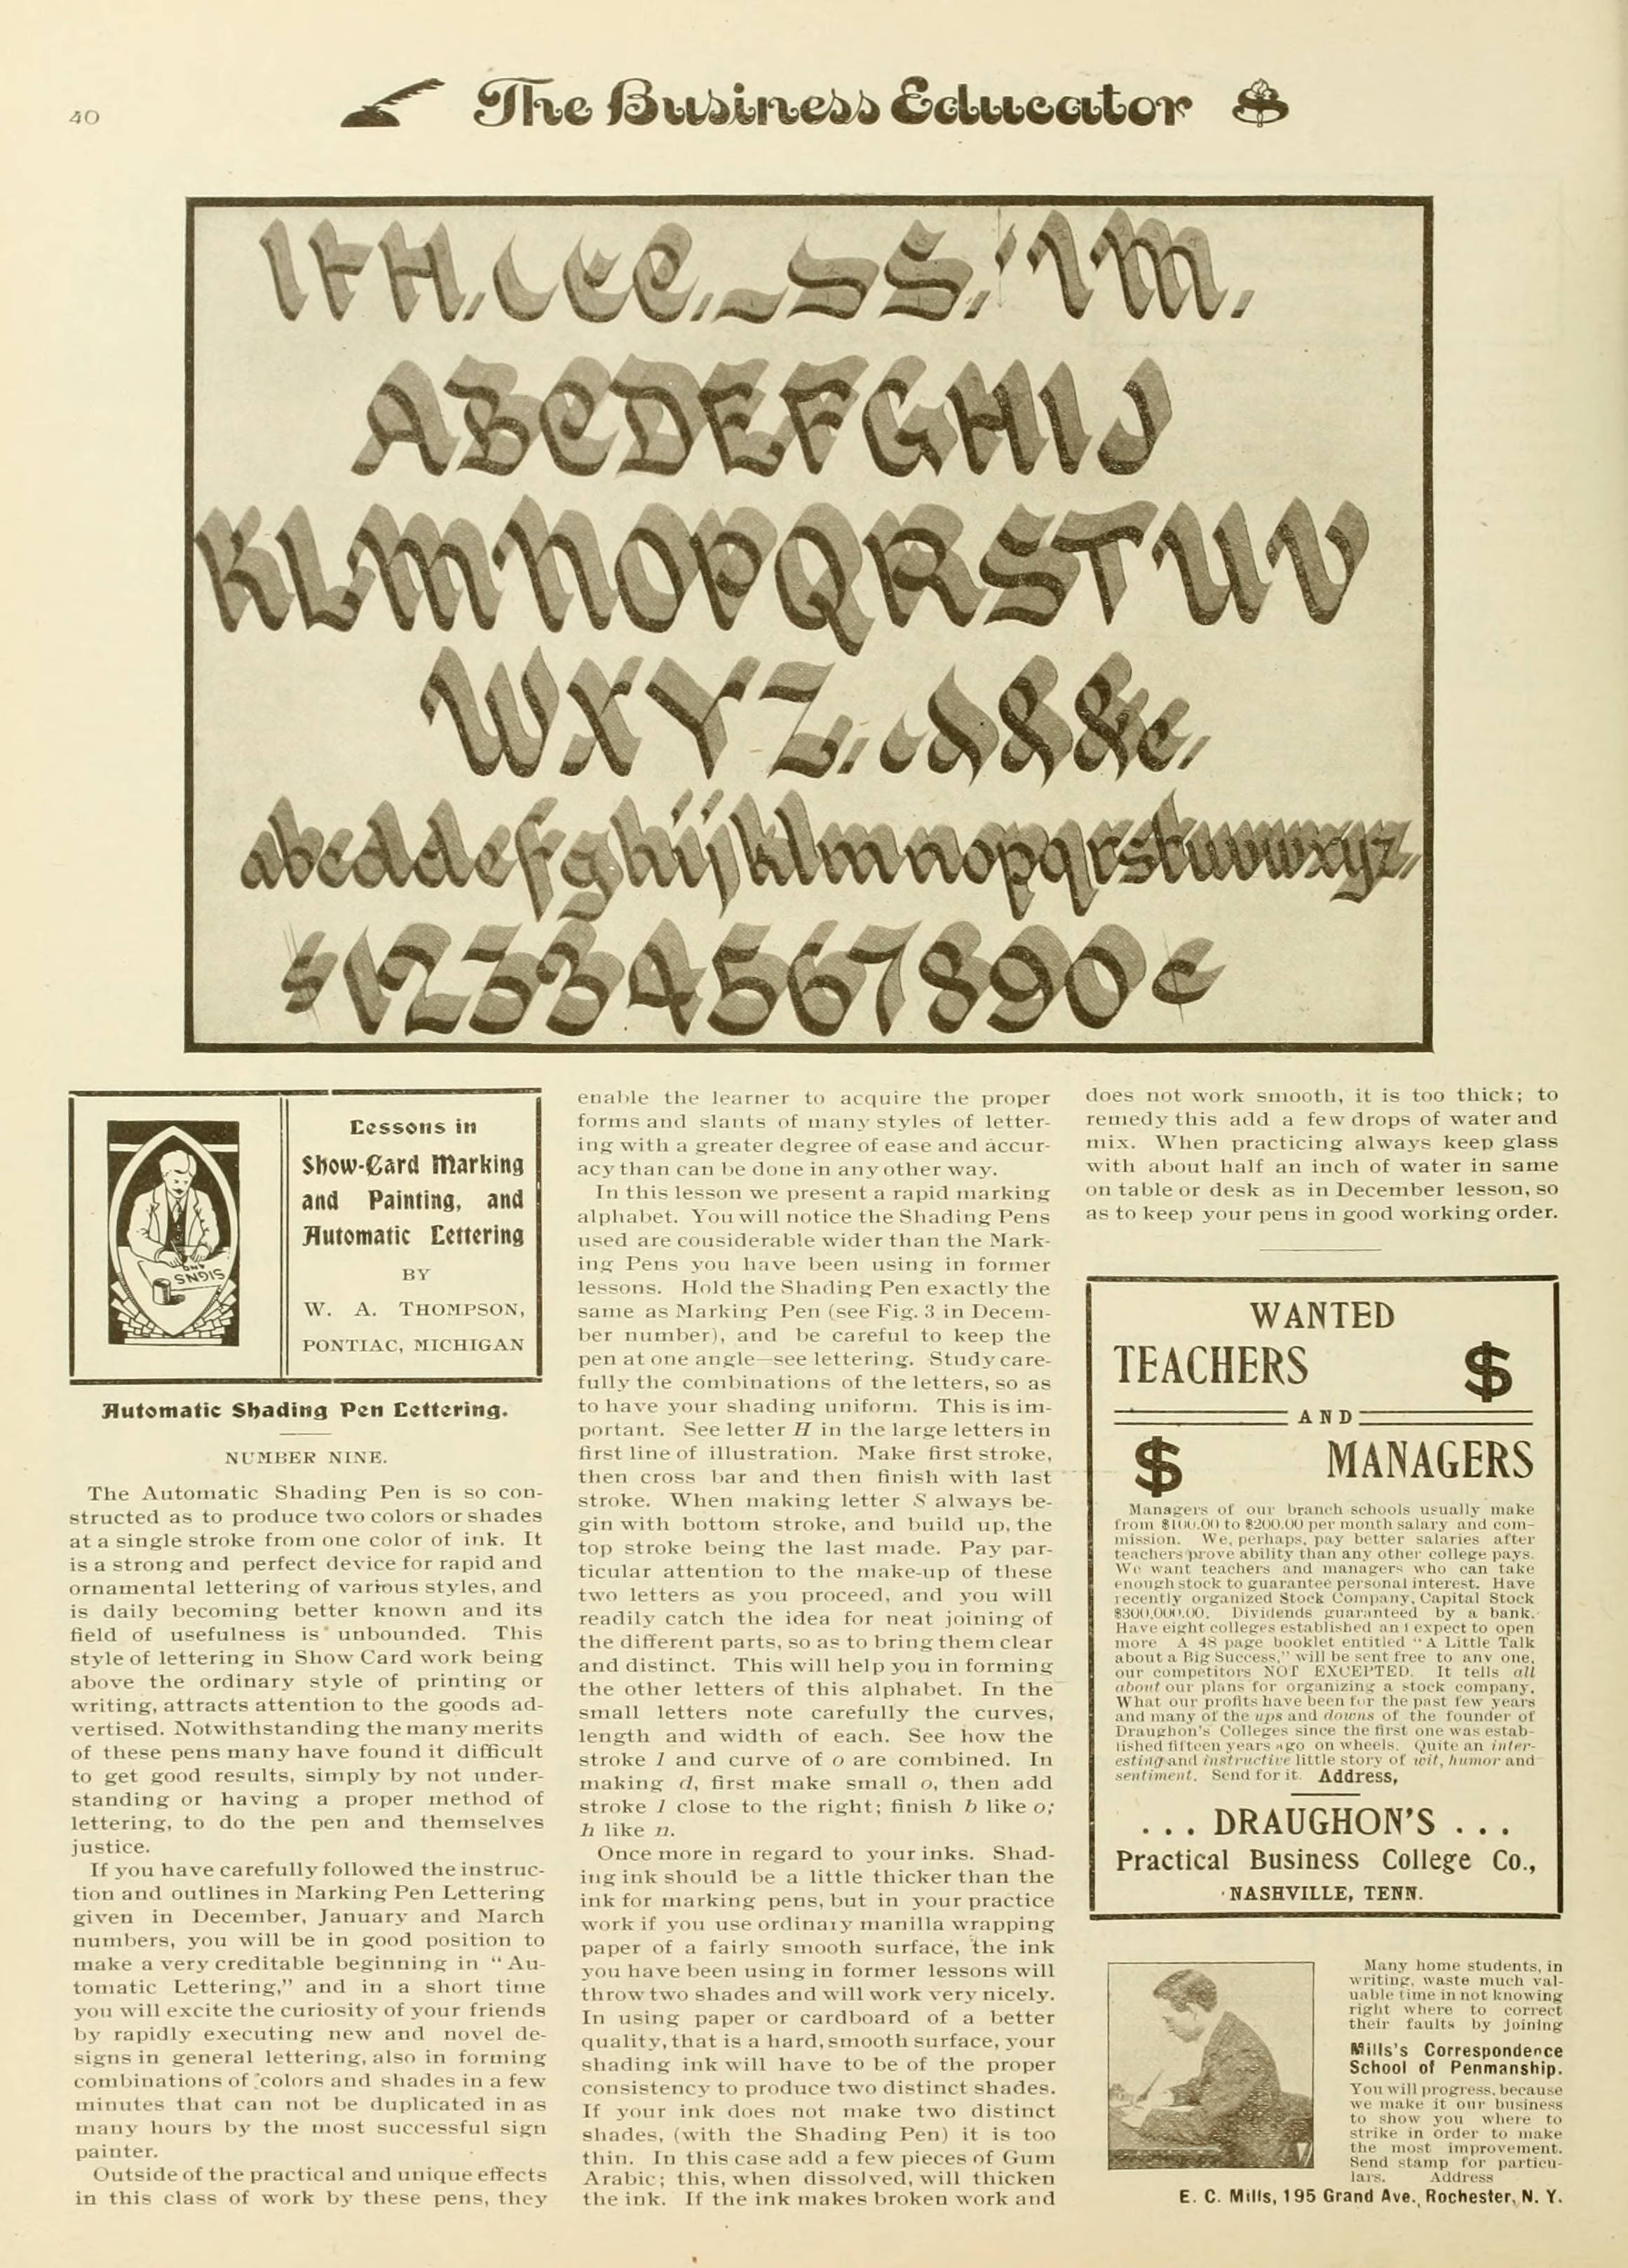 40
The Business Educator
I F H, ( C C C, _ S S, ' 1 M,
A B C D E F G H I J
K L M N O P Q R S T U V
W X Y Z, & & &c,
a b c d d e f g h i j k l m n o p q r s t u v w x y z,
$ 1 2 3 3 4 5 6 7 8 9 0 ¢
SIGNS
AND
Lessons in
Show-Card Marking
and Painting, and
Automatic Lettering
BY
W. A. THOMPSON,
PONTIAC, MICHIGAN
Automatic Shading Pen Lettering.
NUMBER NINE.
The Automatic Shading Pen is so con-
structed as to produce two colors or shades
at a single stroke from one color of ink. It
is a strong and perfect device for rapid and
ornamental lettering of various styles, and
is daily becoming better known and its
field of usefulness is unbounded. This
style of lettering in Show Card work being
above the ordinary style of printing or
writing, attracts attention to the goods ad-
vertised. Notwithstanding the many merits
of these pens many have found it difficult
to get good results, simply by not under-
standing or having a proper method of
lettering, to do the pen and themselves
justice.
If you have carefully followed the instruc-
tion and outlines in Marking Pen Lettering
given in December, January and March
numbers, you will be in good position to
make a very creditable beginning in "Au-
tomatic Lettering," and in a short time
you will excite the curiosity of your friends
by rapidly executing new and novel de-
signs in general lettering, also in forming
combinations of colors and shades in a few
minutes that can not be duplicated in as
many hours by the most successful sign
painter.
Outside of the practical and unique effects
in this class of work by these pens, they
enable the learner to acquire the proper
forms and slants of many styles of letter-
ing with a greater degree of ease and accur-
acy than can be done in any other way.
In this lesson we present a rapid marking
alphabet. You will notice the Shading Pens
used are cousiderable wider than the Mark-
ing Pens you have been using in former
lessons. Hold the Shading Pen exactly the
same as Marking Pen (see Fig. 3 in Decem-
ber number), and be careful to keep the
pen at one angle—see lettering. Study care-
fully the combinations of the letters, so as
to have your shading uniform. This is im-
portant. See letter H in the large letters in
first line of illustration. Make first stroke,
then cross bar and then finish with last
stroke. When making letter S always be-
gin with bottom stroke, and build up, the
top stroke being the last made. Pay par-
ticular attention to the make-up of these
two letters as you proceed, and you will
readily catch the idea for neat joining of
the different parts, so as to bring them clear
and distinct. This will help you in forming
the other letters of this alphabet. In the
small letters note carefully the curves,
length and width of each. See how the
stroke l and curve of o are combined. In
making d, first make small o, then add
stroke l close to the right; finish b like o;
h like n.
Once more in regard to your inks. Shad-
ing ink should be a little thicker than the
ink for marking pens, but in your practice
work if you use ordinary manilla wrapping
paper of a fairly smooth surface, the ink
you have been using in former lessons will
throw two shades and will work very nicely.
In using paper or cardboard of a better
quality, that is a hard, smooth surface, your
shading ink will have to be of the proper
consistency to produce two distinct shades.
If your ink does not make two distinct
shades, (with the Shading Pen) it is too
thin. In this case add a few pieces of Gum
Arabic; this, when dissolved, will thicken
the ink. If the ink makes broken work and
does not work smooth, it is too thick; to
remedy this add a few drops of water and
mix. When practicing always keep glass
with about half an inch of water in same
on table or desk as in December lesson, so
as to keep your pens in good working order.
WANTED
TEACHERS $
AND
$ MANAGERS
Managers of our branch schools usually make
from $100.00 to $200.00 per month salary and com-
mission. We, perhaps, pay better salaries after
teachers prove ability than any other college pays.
We want teachers and managers who can take
enough stock to guarantee personal interest. Have
recently organized Stock Company, Capital Stock
$300,000.00. Dividends guaranteed by a bank.
Have eight colleges established and expect to open
more A 48 page booklet entitled "A Little Talk
about a Big Success," will be sent free to any one,
our competitors NOT EXCEPTED. It tells all
about our plans for organizing a stock company,
What our profits have been for the past few years
and many of the ups and downs of the founder of
Draughon's Colleges since the first one was estab-
lished fifteen years ago on wheels. Quite an inter-
esting and instructive little story of wit, humor and
sentiment. Send for it. Address,
... DRAUGHON'S ...
Practical Business College Co.,
NASHVILLE, TENN.
Many home students, in
writing, waste much val-
uable time in not knowing
right where to correct
their faults by joining
Mills's Correspondence
School of Penmanship.
You will progress, because
we make it our business
to show you where to
strike in order to make
the most improvement.
Send stamp for particu-
lars. Address
E. C. Mills, 195 Grand Ave., Rochester, N. Y.